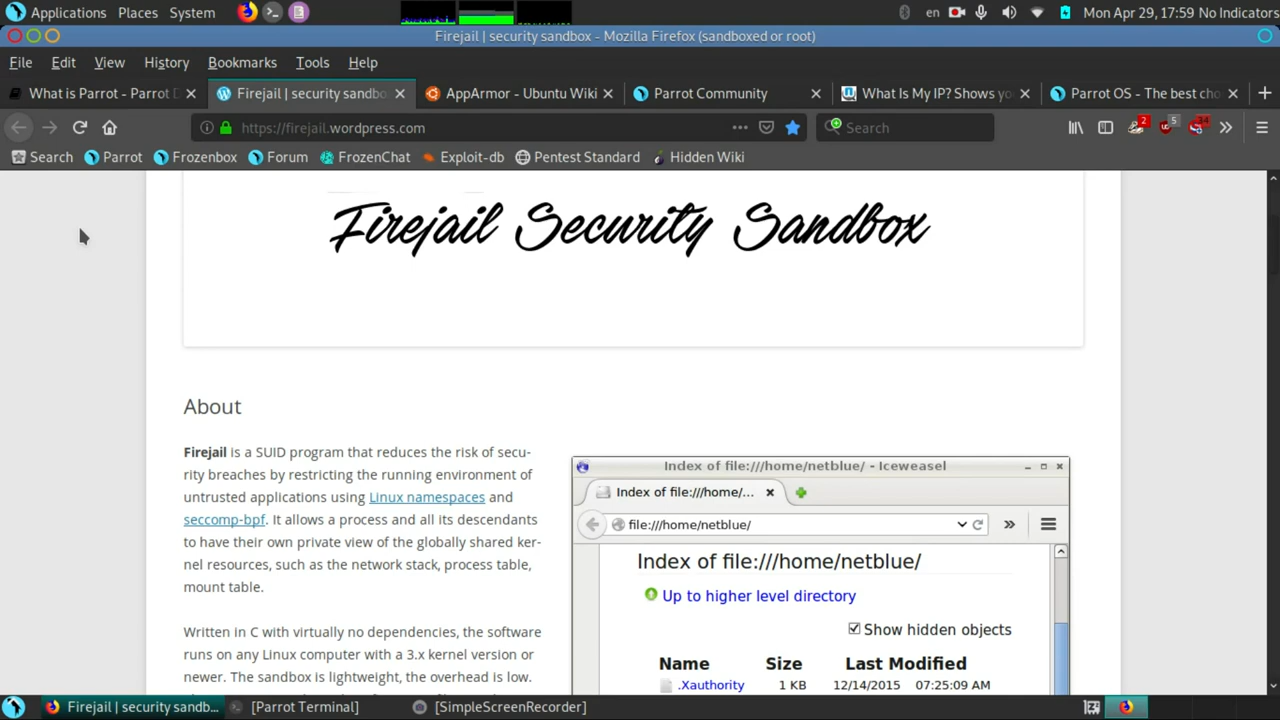 Applications Places System
en Mon Apr 29, 17:59 No Indicators
Firejail | security sandbox - Mozilla Firefox (sandboxed or root)
File Edit View History Bookmarks Tools Help
What is Parrot - Parrot D Firejail | security sandbo AppArmor - Ubuntu Wiki Parrot Community What Is My IP? Shows yo Parrot OS - The best cho
https://firejail.wordpress.com Search 2 5
Search Parrot Frozenbox Forum FrozenChat Exploit-db Pentest Standard Hidden Wiki
Firejail Security Sandbox
About
Firejail is a SUID program that reduces the risk of secu-
rity breaches by restricting the running environment of
untrusted applications using Linux namespaces and
seccomp-bpf. It allows a process and all its descendants
to have their own private view of the globally shared ker-
nel resources, such as the network stack, process table,
mount table.
Written in C with virtually no dependencies, the software
runs on any Linux computer with a 3.x kernel version or
newer. The sandbox is lightweight, the overhead is low.
Index of file:///home/netblue/ - Iceweasel
Index of file:///home/...
file:///home/netblue/
Index of file:///home/netblue/
Up to higher level directory
Show hidden objects
Name Size Last Modified
.Xauthority 1 KB 12/14/2015 07:25:09 AM
Firejail | security sandb... [Parrot Terminal] [SimpleScreenRecorder]